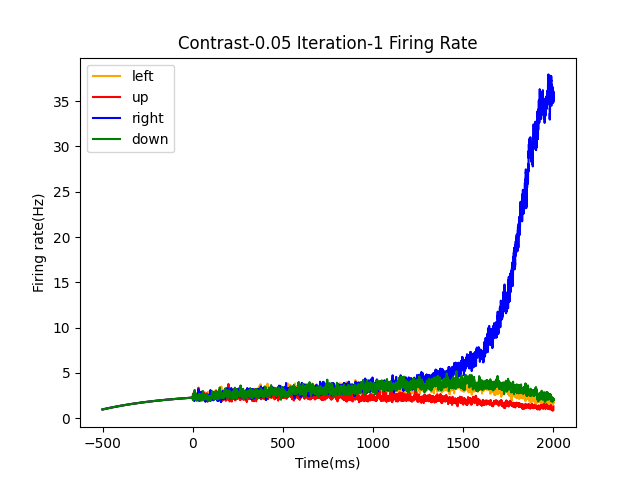 Contrast-0.05 Iteration-1 Firing Rate
left
up
right
down
35
30
25
20
15
10
5
0
Firing rate(Hz)
−500
0
500
1000
1500
2000
Time(ms)